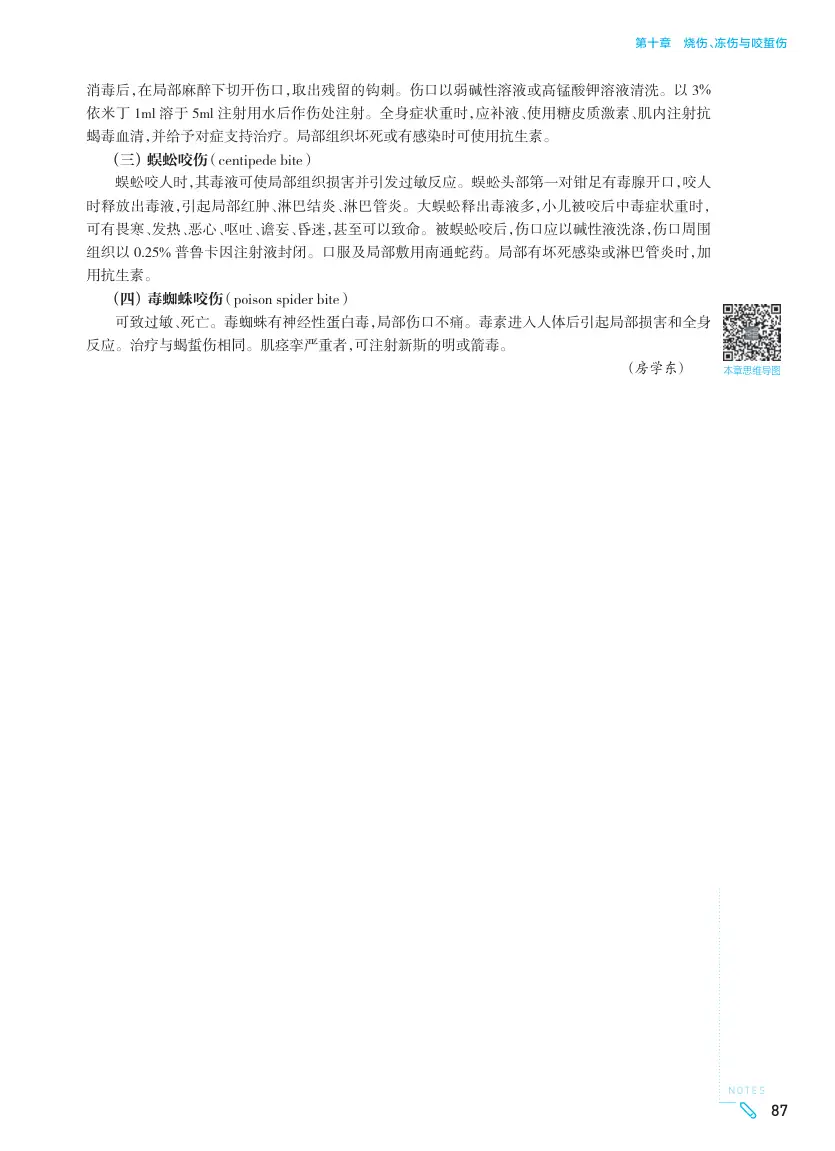 第十章　烧伤、冻伤与咬蜇伤
消毒后,在局部麻醉下切开伤口,取出残留的钩刺。伤口以弱碱性溶液或高锰酸钾溶液清洗。以 3%
依米丁 1ml 溶于 5ml 注射用水后作伤处注射。全身症状重时,应补液、使用糖皮质激素、肌内注射抗
蝎毒血清,并给予对症支持治疗。局部组织坏死或有感染时可使用抗生素。
(三) 蜈蚣咬伤(centipede bite)
蜈蚣咬人时,其毒液可使局部组织损害并引发过敏反应。蜈蚣头部第一对钳足有毒腺开口,咬人
时释放出毒液,引起局部红肿、淋巴结炎、淋巴管炎。大蜈蚣释出毒液多,小儿被咬后中毒症状重时,
可有畏寒、发热、恶心、呕吐、谵妄、昏迷,甚至可以致命。被蜈蚣咬后,伤口应以碱性液洗涤,伤口周围
组织以 0.25% 普鲁卡因注射液封闭。口服及局部敷用南通蛇药。局部有坏死感染或淋巴管炎时,加
用抗生素。
(四) 毒蜘蛛咬伤(poison spider bite)
可致过敏、死亡。毒蜘蛛有神经性蛋白毒,局部伤口不痛。毒素进入人体后引起局部损害和全身
反应。治疗与蝎蜇伤相同。肌痉挛严重者,可注射新斯的明或箭毒。
(房学东)
本章思维导图
NOTES
87